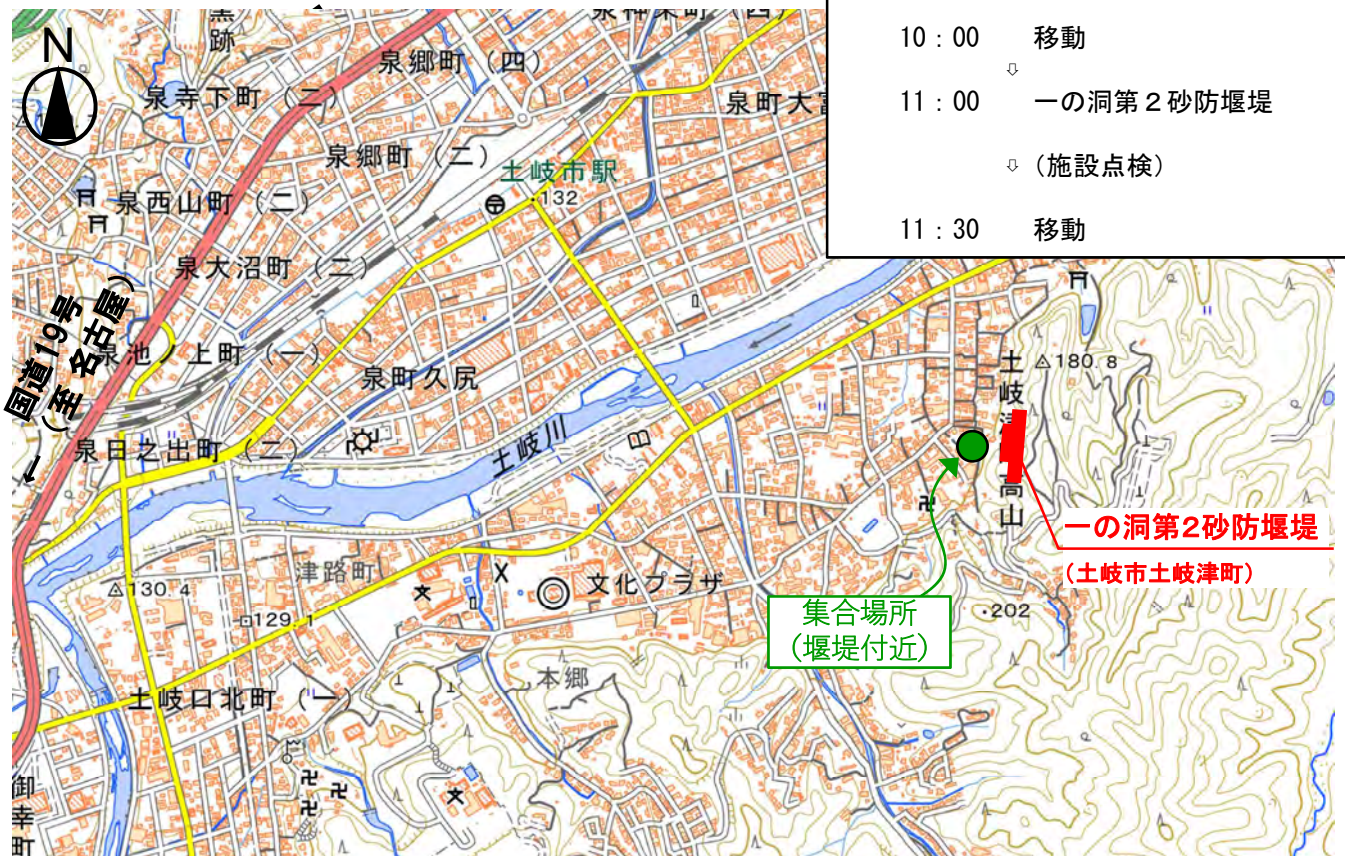 10：00 移動
⇩
11：00 一の洞第２砂防堰堤
⇩（施設点検）
11：30 移動
N
跡
泉郷町（四）
泉寺下町（二）
泉町大
泉郷町（二）
土岐市駅
132
泉西山町（二）
泉大沼町（二）
国道19号
（至 名古屋）
←
泉池ノ上町（一）
泉町久尻
土岐川
泉日之出町（二）
180.8
高山
一の洞第2砂防堰堤
(土岐市土岐津町)
津路町
文化プラザ
130.4
129.1
集合場所
（堰堤付近）
202
本郷
土岐口北町（一）
御幸町